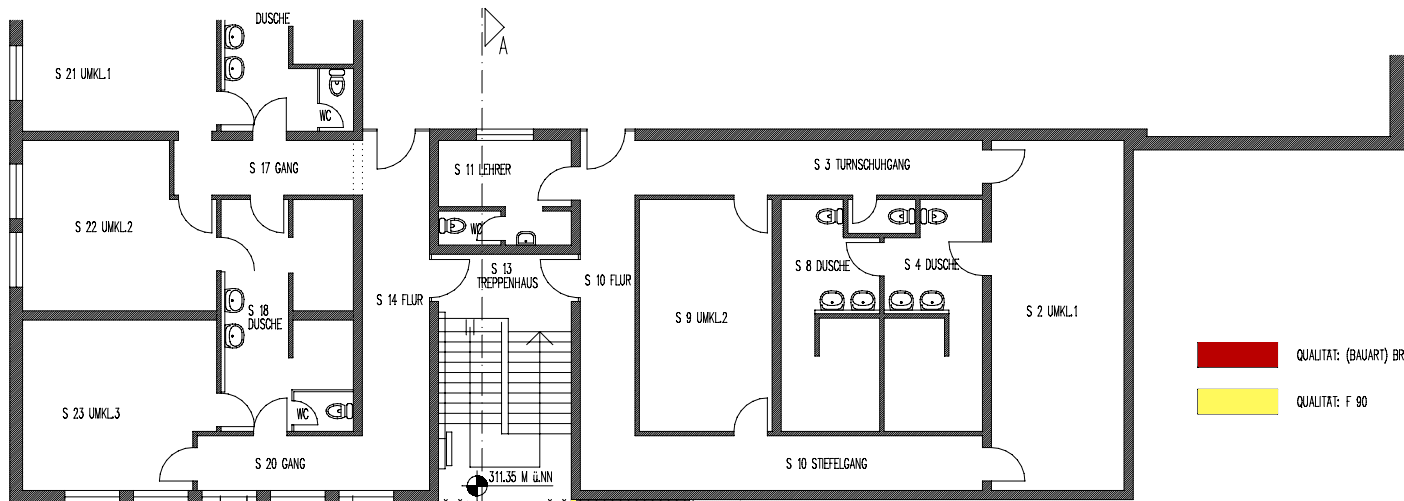 DUSCHE
A
S 21 UMKL.1
WC
S 17 GANG
S 11 LEHRER
S 3 TURNSCHUHGANG
S 22 UMKL.2
WC
S 8 DUSCHE
S 4 DUSCHE
S 13
TREPPENHAUS
S 10 FLUR
S 14 FLUR
S 18
DUSCHE
S 9 UMKL.2
S 2 UMKL.1
QUALITÄT: (BAUART) BR
QUALITÄT: F 90
S 23 UMKL.3
WC
S 20 GANG
S 10 STIEFELGANG
311.35 M ü.NN